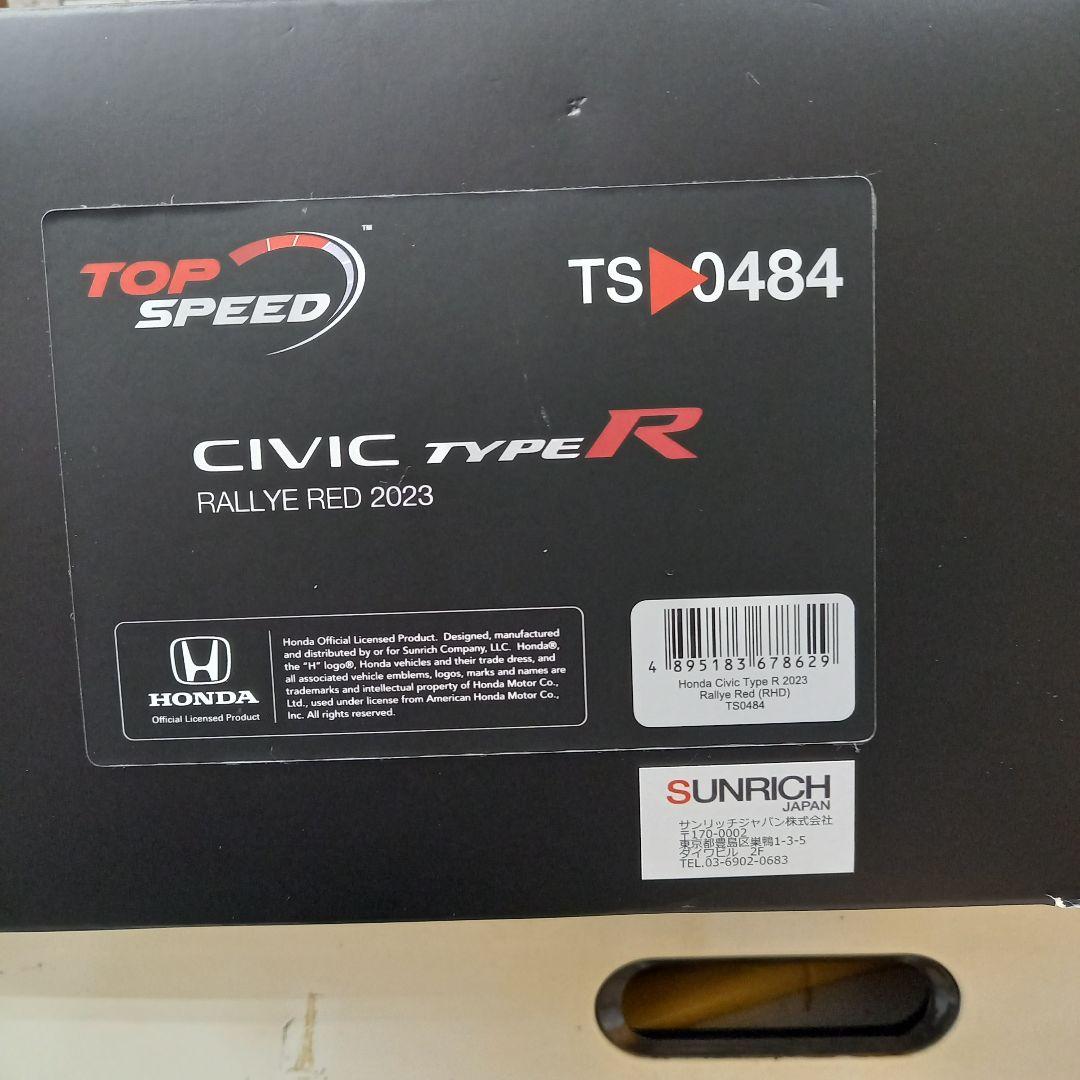 TOP SPEED ™
TS 0484
CIVIC TYPE R
RALLYE RED 2023
HONDA
Official Licensed Product
Honda Official Licensed Product. Designed, manufactured
and distributed by or for Sunrich Company, LLC. Honda®,
the "H" logo®, Honda vehicles and their trade dress, and
all associated vehicle emblems, logos, marks and names are
trademarks and intellectual property of Honda Motor Co.,
Ltd., used under license from American Honda Motor Co.,
Inc. All rights reserved.
4 895183 678629
Honda Civic Type R 2023
Rallye Red (RHD)
TS0484
SUNRICH
JAPAN
サンリッチジャパン株式会社
〒170-0002
東京都豊島区巣鴨1-3-5
ダイワビル 2F
TEL.03-6902-0683